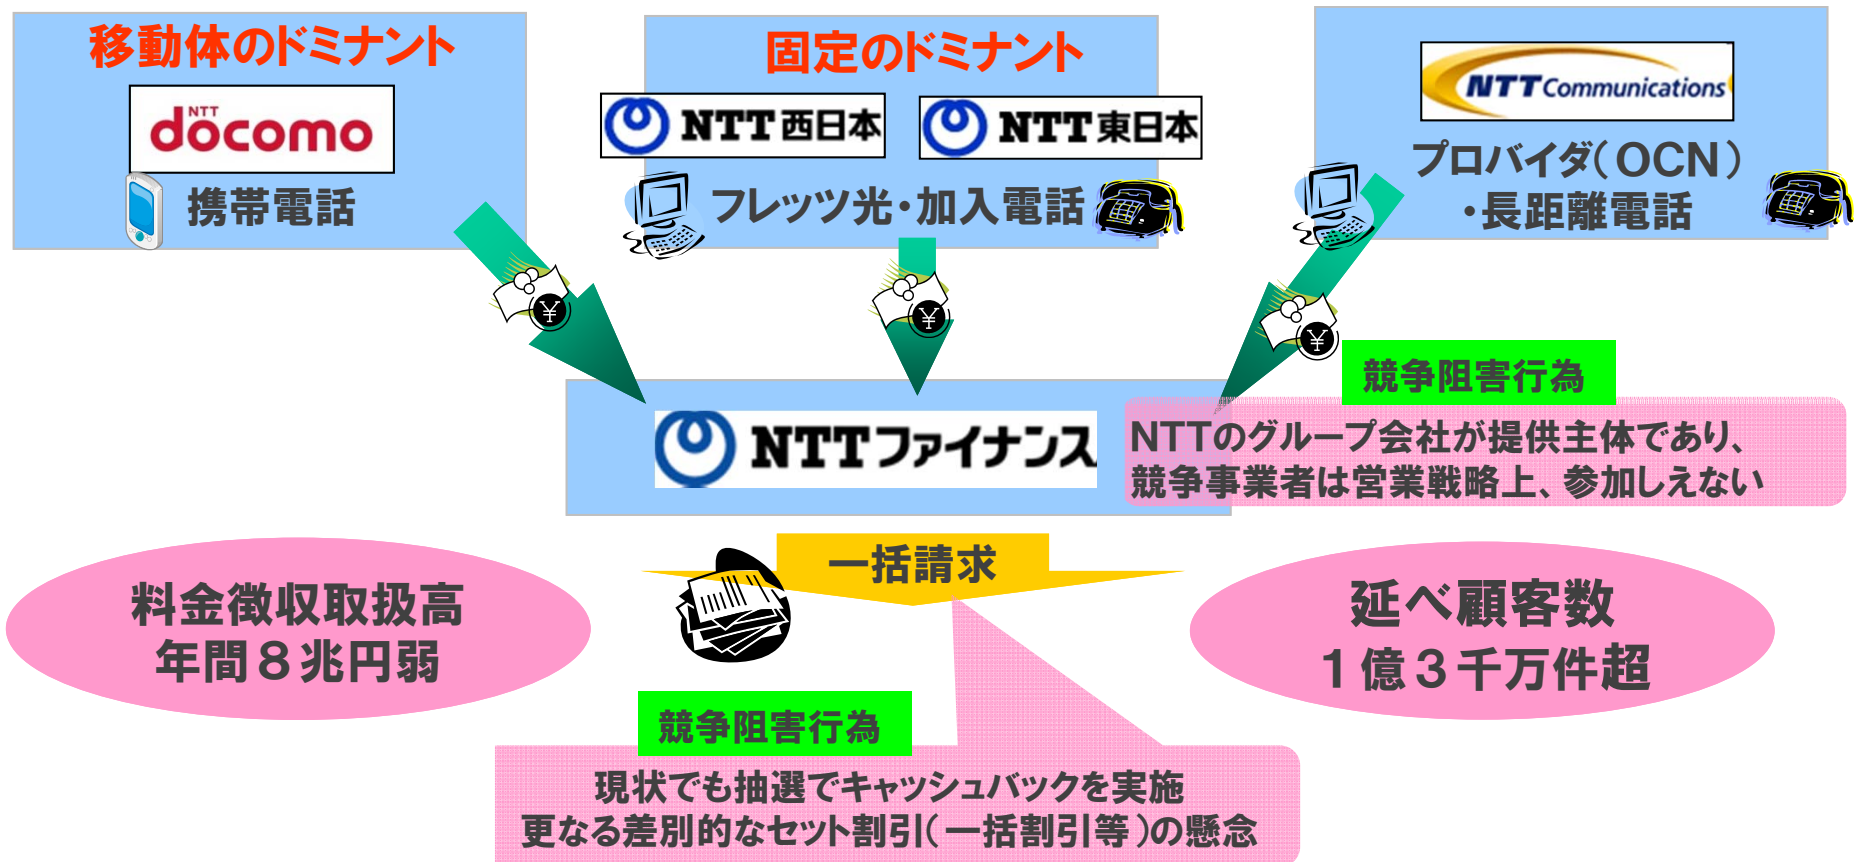 移動体のドミナント
NTT
docomo
携帯電話
固定のドミナント
NTT西日本
NTT東日本
フレッツ光・加入電話
NTT Communications
プロバイダ(OCN)
・長距離電話
¥
¥
¥
競争阻害行為
NTTのグループ会社が提供主体であり、
競争事業者は営業戦略上、参加しえない
NTTファイナンス
一括請求
料金徴収取扱高
年間８兆円弱
延べ顧客数
１億３千万件超
競争阻害行為
現状でも抽選でキャッシュバックを実施
更なる差別的なセット割引(一括割引等)の懸念